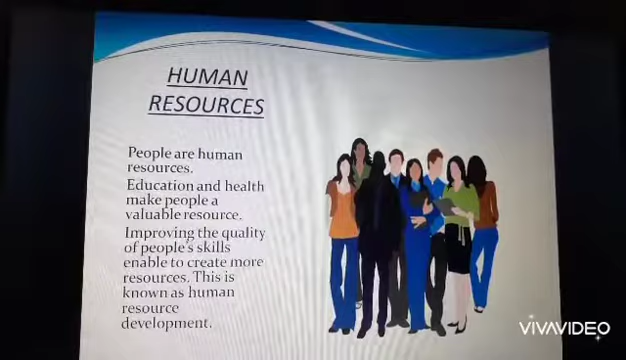 HUMAN
RESOURCES
People are human
resources.
Education and health
make people a
valuable resource.
Improving the quality
of people's skills
enable to create more
resources. This is
known as human
resource
development.
VIVAVIDEO